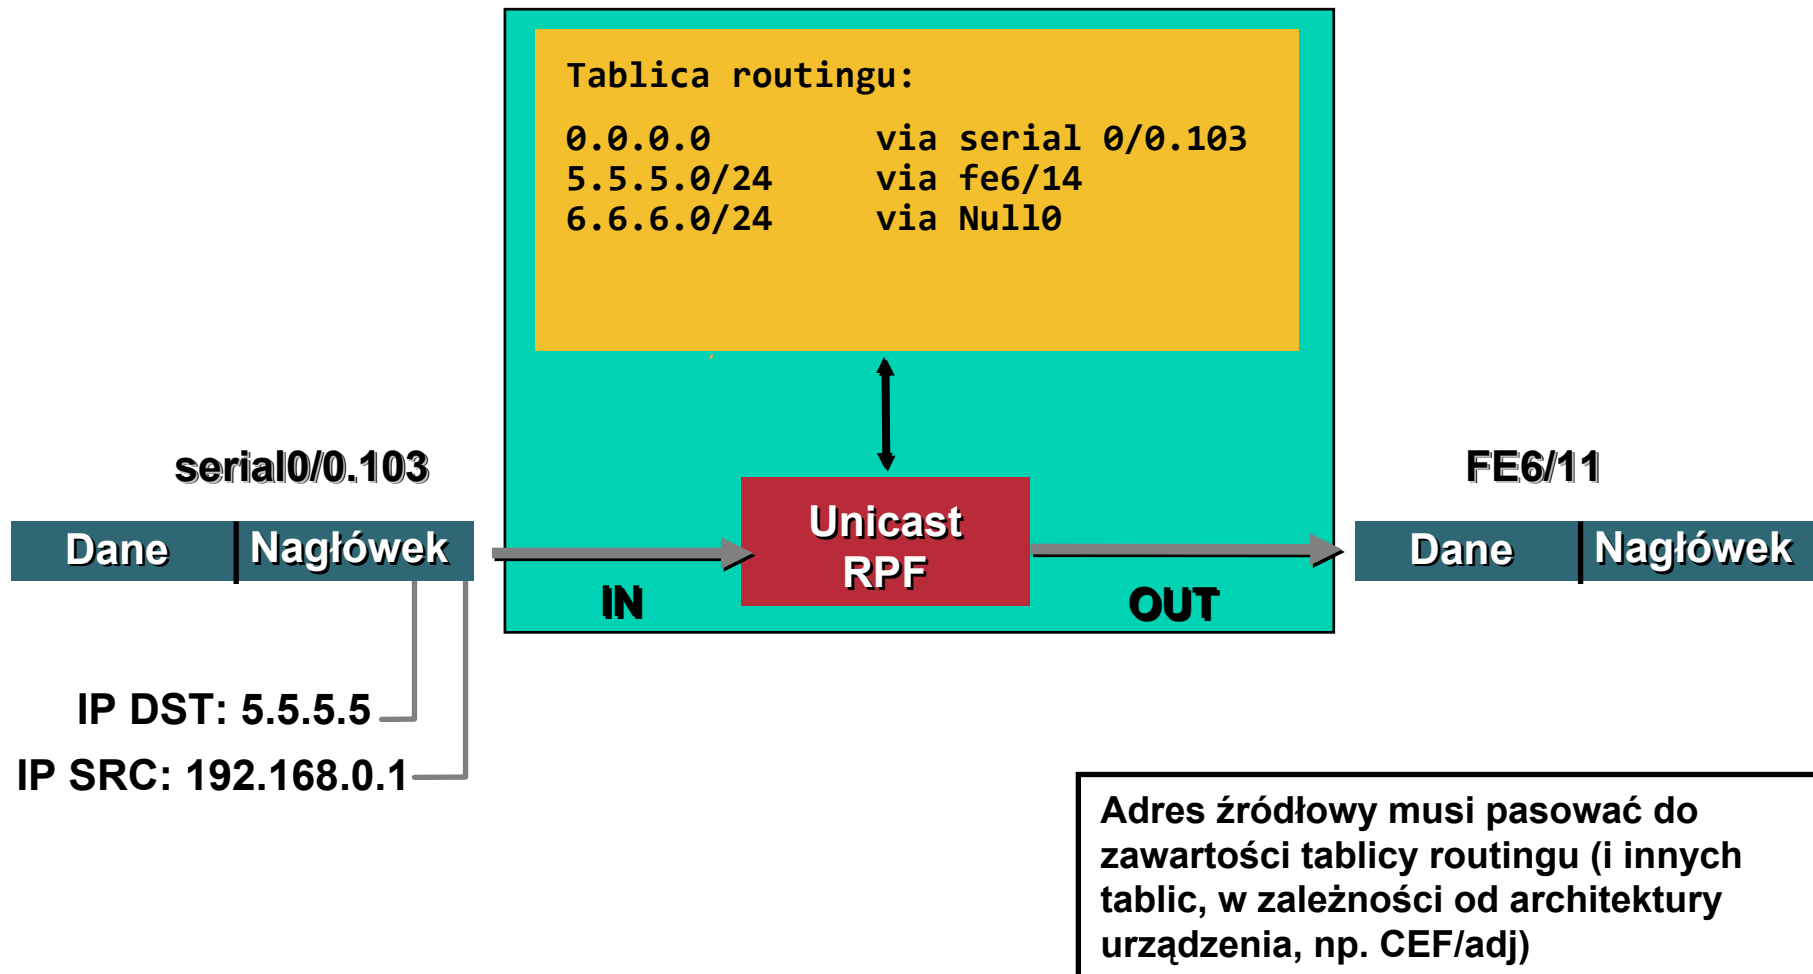 Tablica routingu:
0.0.0.0 via serial 0/0.103
5.5.5.0/24 via fe6/14
6.6.6.0/24 via Null0
serial0/0.103
FE6/11
Dane Nagłówek
Unicast
RPF
Dane Nagłówek
IN
OUT
IP DST: 5.5.5.5
IP SRC: 192.168.0.1
Adres źródłowy musi pasować do
zawartości tablicy routingu (i innych
tablic, w zależności od architektury
urządzenia, np. CEF/adj)